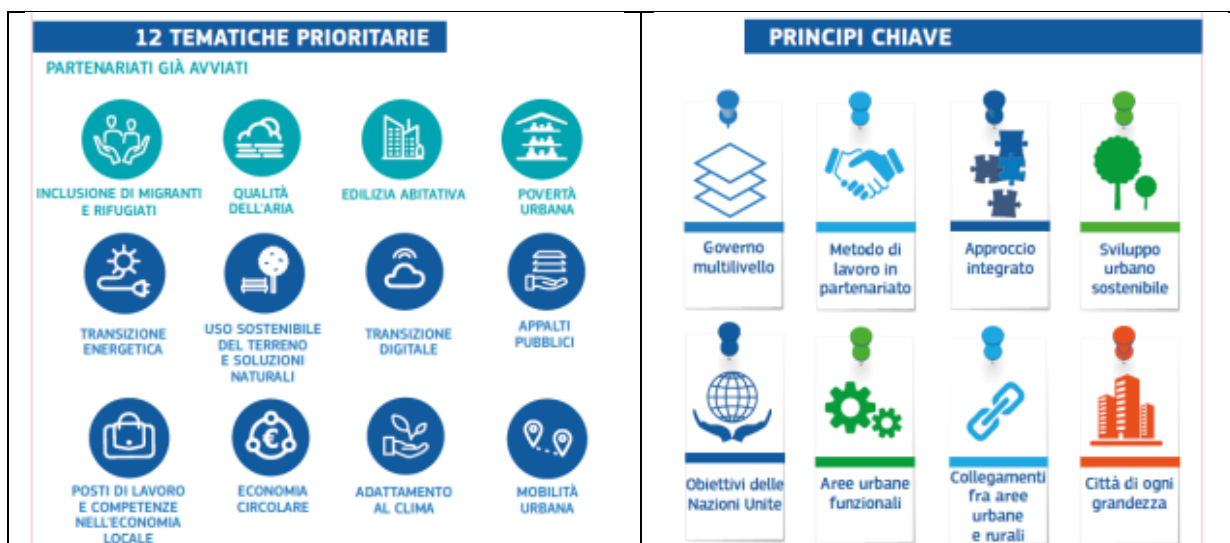 12 TEMATICHE PRIORITARIE
PARTENARIATI GIÀ AVVIATI
INCLUSIONE DI MIGRANTI
E RIFUGIATI
QUALITÀ
DELL'ARIA
EDILIZIA ABITATIVA
POVERTÀ
URBANA
TRANSIZIONE
ENERGETICA
USO SOSTENIBILE
DEL TERRENO
E SOLUZIONI
NATURALI
TRANSIZIONE
DIGITALE
APPALTI
PUBBLICI
POSTI DI LAVORO
E COMPETENZE
NELL'ECONOMIA
LOCALE
ECONOMIA
CIRCOLARE
ADATTAMENTO
AL CLIMA
MOBILITÀ
URBANA
PRINCIPI CHIAVE
Governo
multilivello
Metodo di
lavoro in
partenariato
Approccio
integrato
Sviluppo
urbano
sostenibile
Obiettivi delle
Nazioni Unite
Aree urbane
funzionali
Collegamenti
fra aree
urbane
e rurali
Città di ogni
grandezza